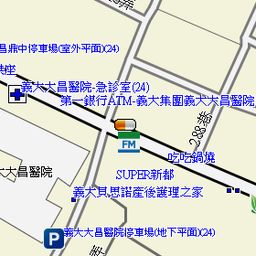 昌鼎中停車場(室外平面)(24)
義大大昌醫院-急診室(24)
第一銀行ATM-義大集團義大大昌醫院
288巷
FM
吃吃鍋燒
大大昌醫院
SUPER新都
義大貝思諾產後護理之家
P
義大大昌醫院停車場(地下平面)(24)